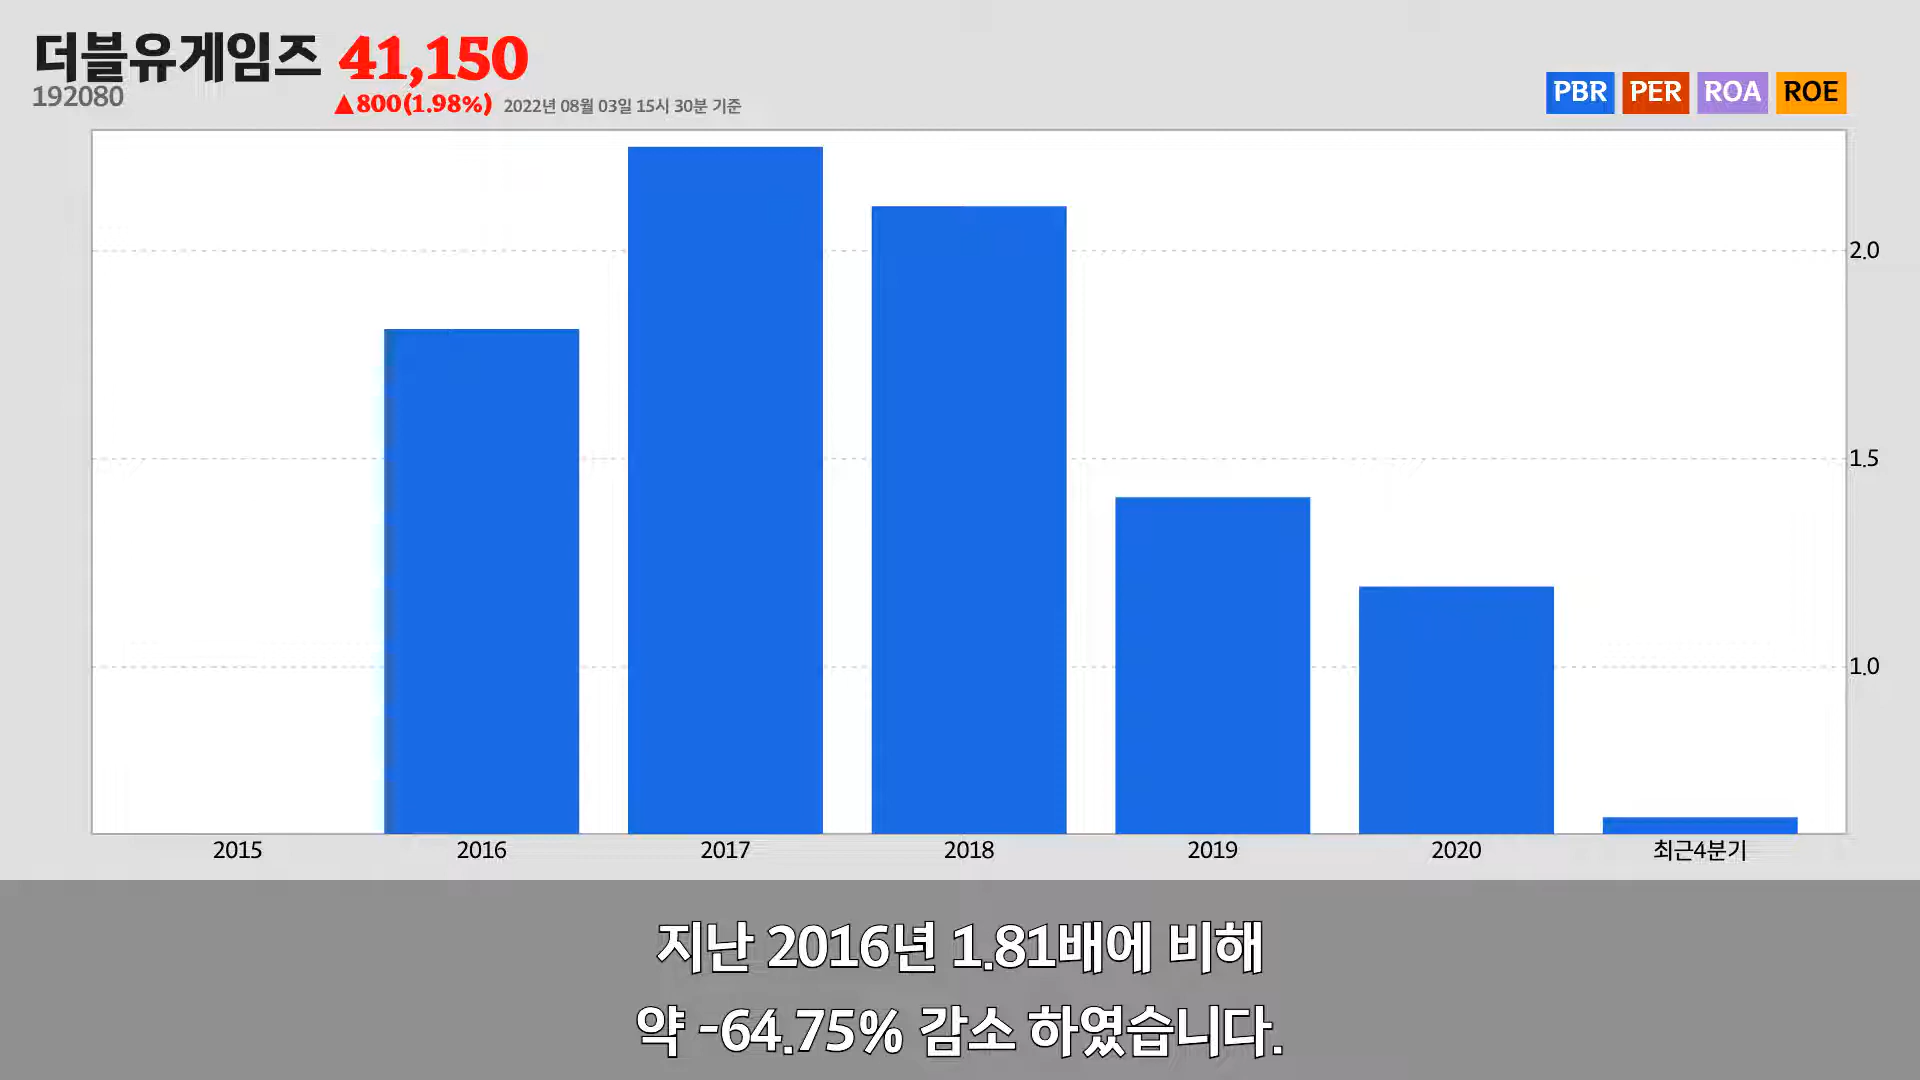 더블유게임즈 41,150
192080
▲800(1.98%) 2022년 08월 03일 15시 30분 기준
PBR PER ROA ROE
2.0
1.5
1.0
2015 2016 2017 2018 2019 2020 최근4분기
지난 2016년 1.81배에 비해
약 -64.75% 감소 하였습니다.